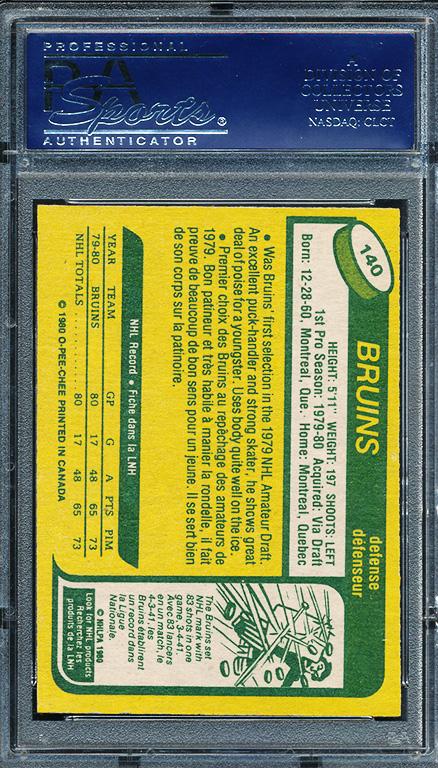 PROFESSIONAL
PSA
Sports®
AUTHENTICATOR
A
DIVISION OF
COLLECTORS
UNIVERSE
NASDAQ: CLCT
140
BRUINS
defense
défenseur
HEIGHT: 5'11" WEIGHT: 197 SHOOTS: LEFT
1st Pro Season: 1979-80 Acquired: Via Draft
Born: 12-28-60, Montreal, Que. Home: Montreal, Quebec
• Was Bruins' first selection in the 1979 NHL Amateur Draft.
An excellent puck-handler and strong skater, he shows great
deal of poise for a youngster. Uses body quite well on the ice.
• Premier choix des Bruins au repêchage des amateurs de
1979. Bon patineur et très habile à manier la rondelle, il fait
preuve de beaucoup de bon sens pour un jeune. Il se sert bien
de son corps sur la patinoire.
NHL Record • Fiche dans la LNH
YEAR TEAM GP G A PTS PIM
79-80 BRUINS 80 17 48 65 73
NHL TOTALS.......... 80 17 48 65 73
© 1980 O-PEE-CHEE PRINTED IN CANADA
The Bruins set
NHL mark with
83 shots in one
game, 3-4-41.
Avec 83 lancers
en un match, le
4-3-41, les
Bruins établirent
un record dans
la Ligue
Nationale.
© NHLPA 1980
Look for NHL products
Recherchez les
produits de la LNH